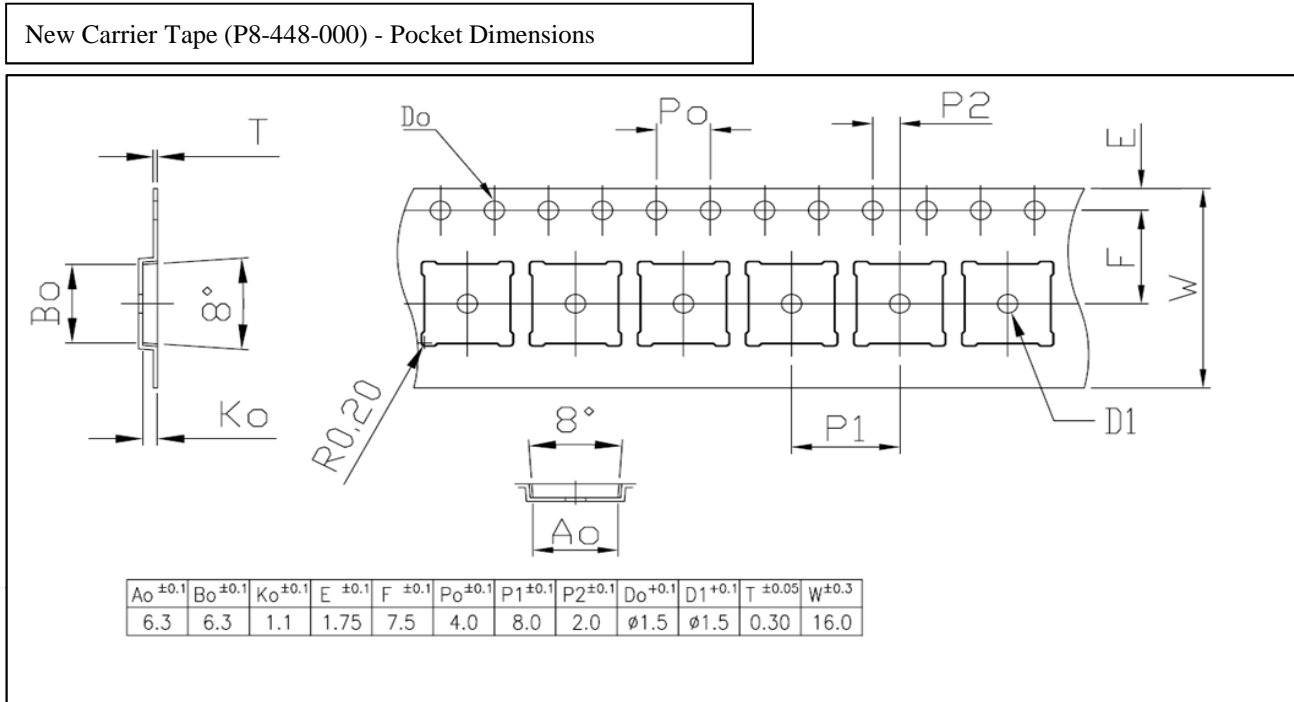 New Carrier Tape (P8-448-000) - Pocket Dimensions
T
Do
Po
P2
E
Bo
8°
F
W
Ko
R0.20
8°
P1
D1
Ao
Ao ±0.1 Bo ±0.1 Ko ±0.1 E ±0.1 F ±0.1 Po ±0.1 P1 ±0.1 P2 ±0.1 Do +0.1 D1 +0.1 T ±0.05 W ±0.3
6.3 6.3 1.1 1.75 7.5 4.0 8.0 2.0 ø1.5 ø1.5 0.30 16.0